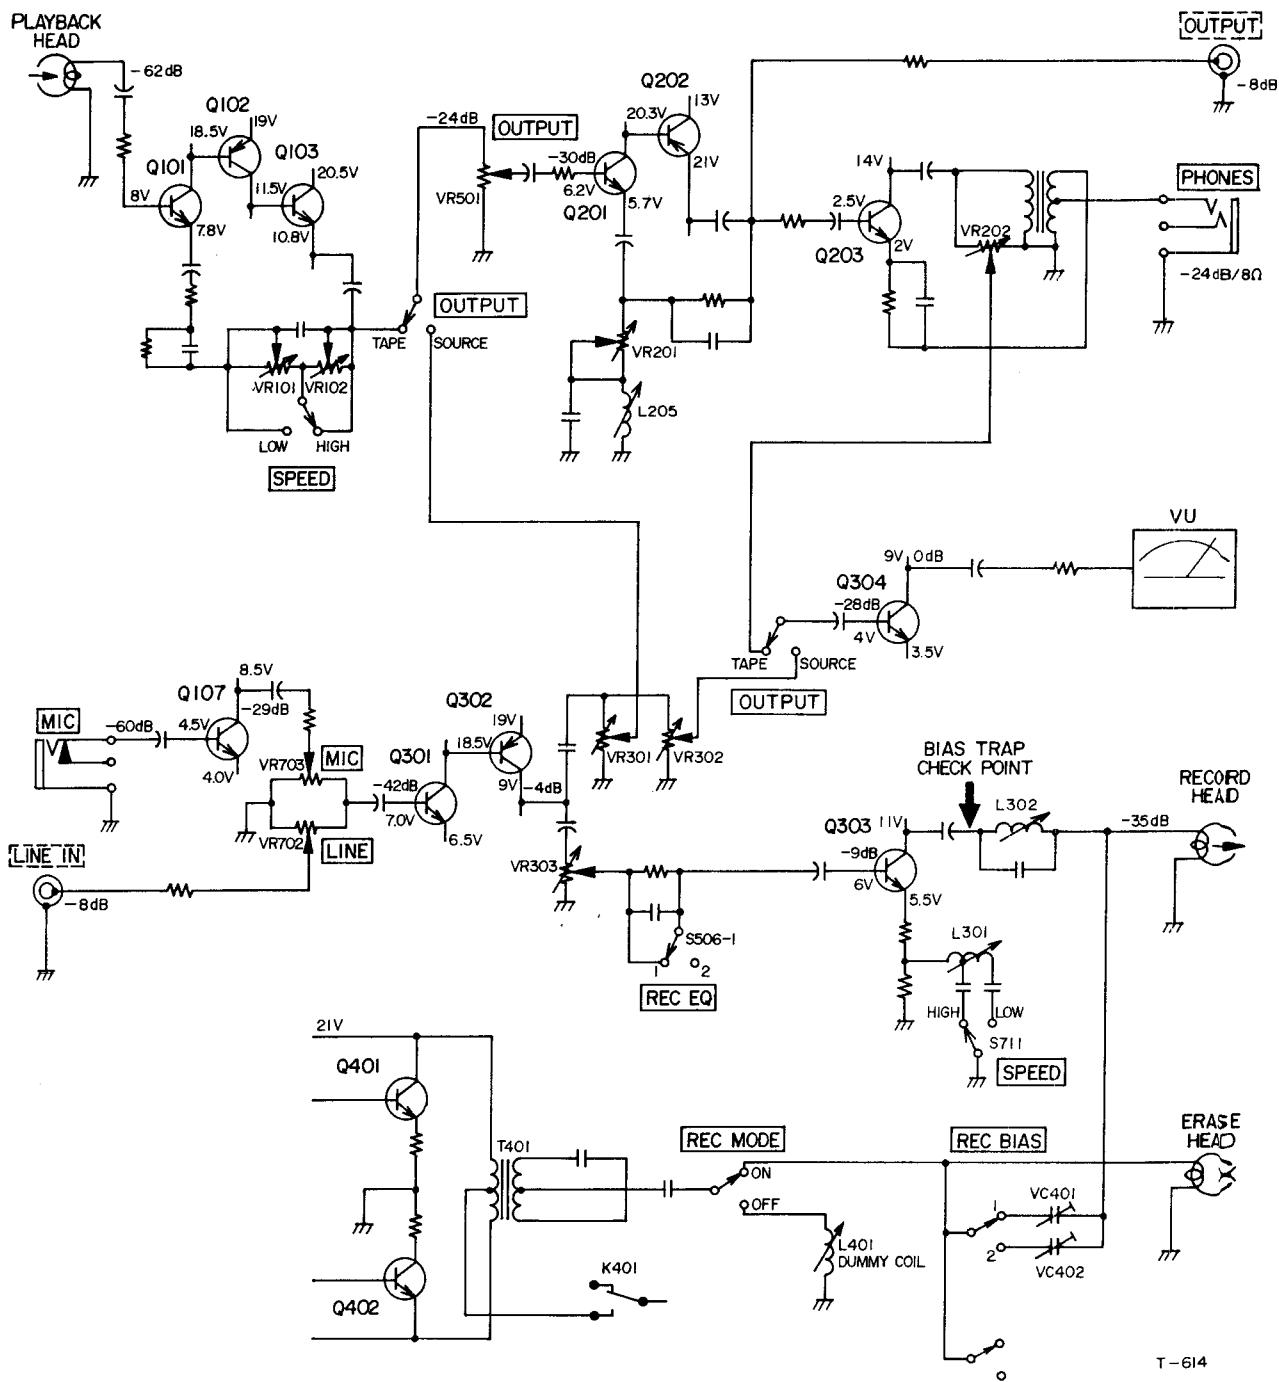 PLAYBACK
HEAD
-62dB
Q102
19V
18.5V
Q101
Q103
20.5V
8V
11.5V
7.8V
10.8V
VR101
VR102
LOW
HIGH
SPEED
-24dB
OUTPUT
VR501
-30dB
6.2V
Q201
5.7V
20.3V
Q202
13V
21V
OUTPUT
TAPE
SOURCE
VR201
L205
OUTPUT
-8dB
14V
2.5V
Q203
2V
VR202
PHONES
-24dB/8Ω
VU
9V
0dB
Q304
-28dB
4V
3.5V
TAPE
SOURCE
OUTPUT
MIC
-60dB
Q107
8.5V
4.5V
-29dB
4.0V
VR703
MIC
VR702
LINE
LINE IN
-8dB
Q301
-42dB
7.0V
6.5V
Q302
19V
18.5V
9V
-4dB
VR301
VR302
VR303
S506-1
1
2
REC EQ
Q303
11V
-9dB
6V
5.5V
BIAS TRAP
CHECK POINT
L302
-35dB
RECORD
HEAD
L301
HIGH
LOW
S711
SPEED
21V
Q401
Q402
T401
K401
REC MODE
ON
OFF
L401
DUMMY COIL
REC BIAS
1
2
VC401
VC402
ERASE
HEAD
T-614